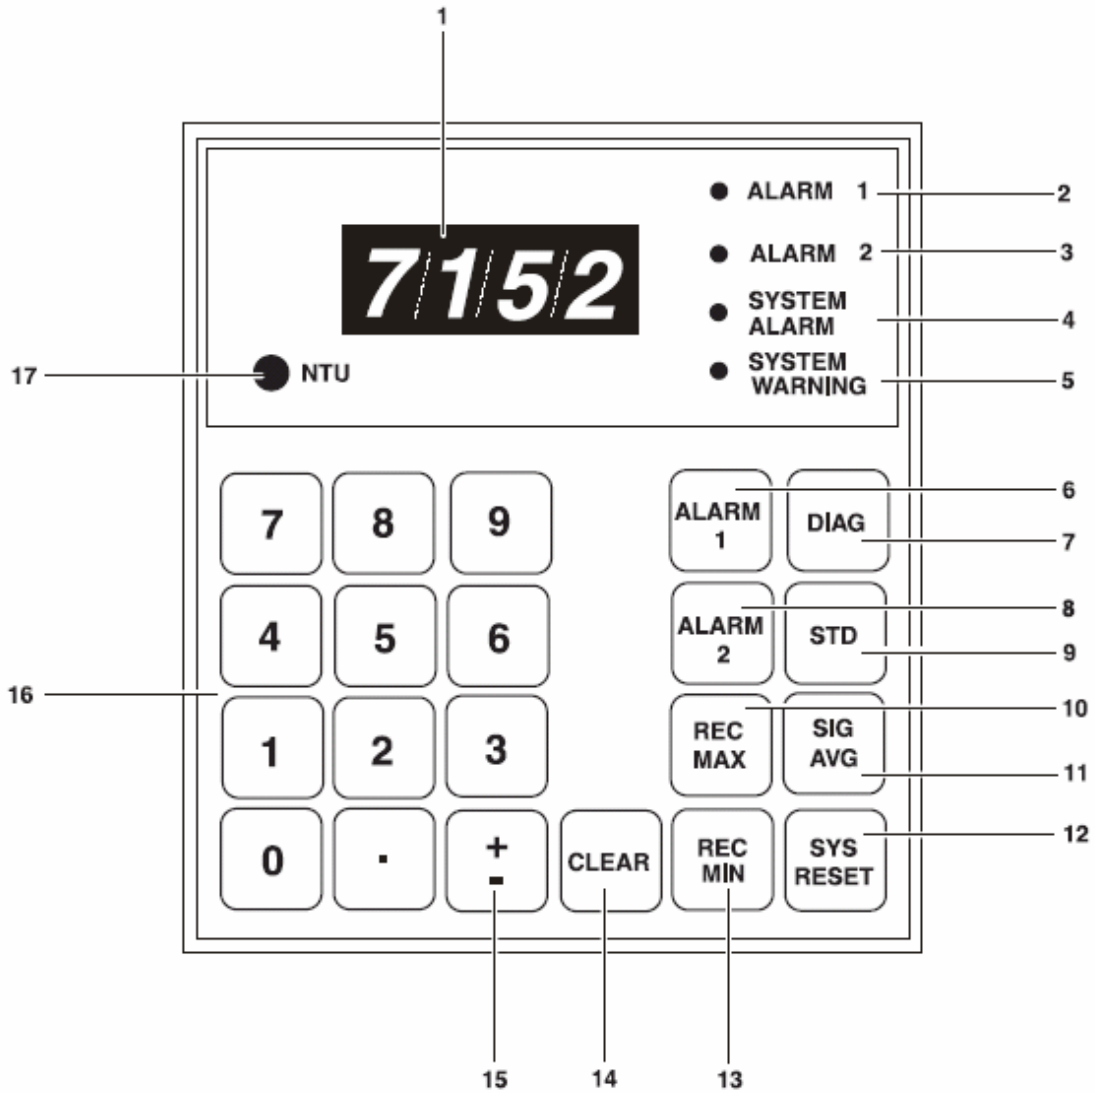 1
ALARM 1 2
7152
ALARM 2 3
SYSTEM
ALARM 4
17 NTU
SYSTEM
WARNING 5
7 8 9
ALARM
1
6
DIAG
7
4 5 6
ALARM
2
8
STD
9
16
1 2 3
REC
MAX
10
SIG
AVG
11
0 . +
-
CLEAR
REC
MIN
SYS
RESET
12
15 14 13